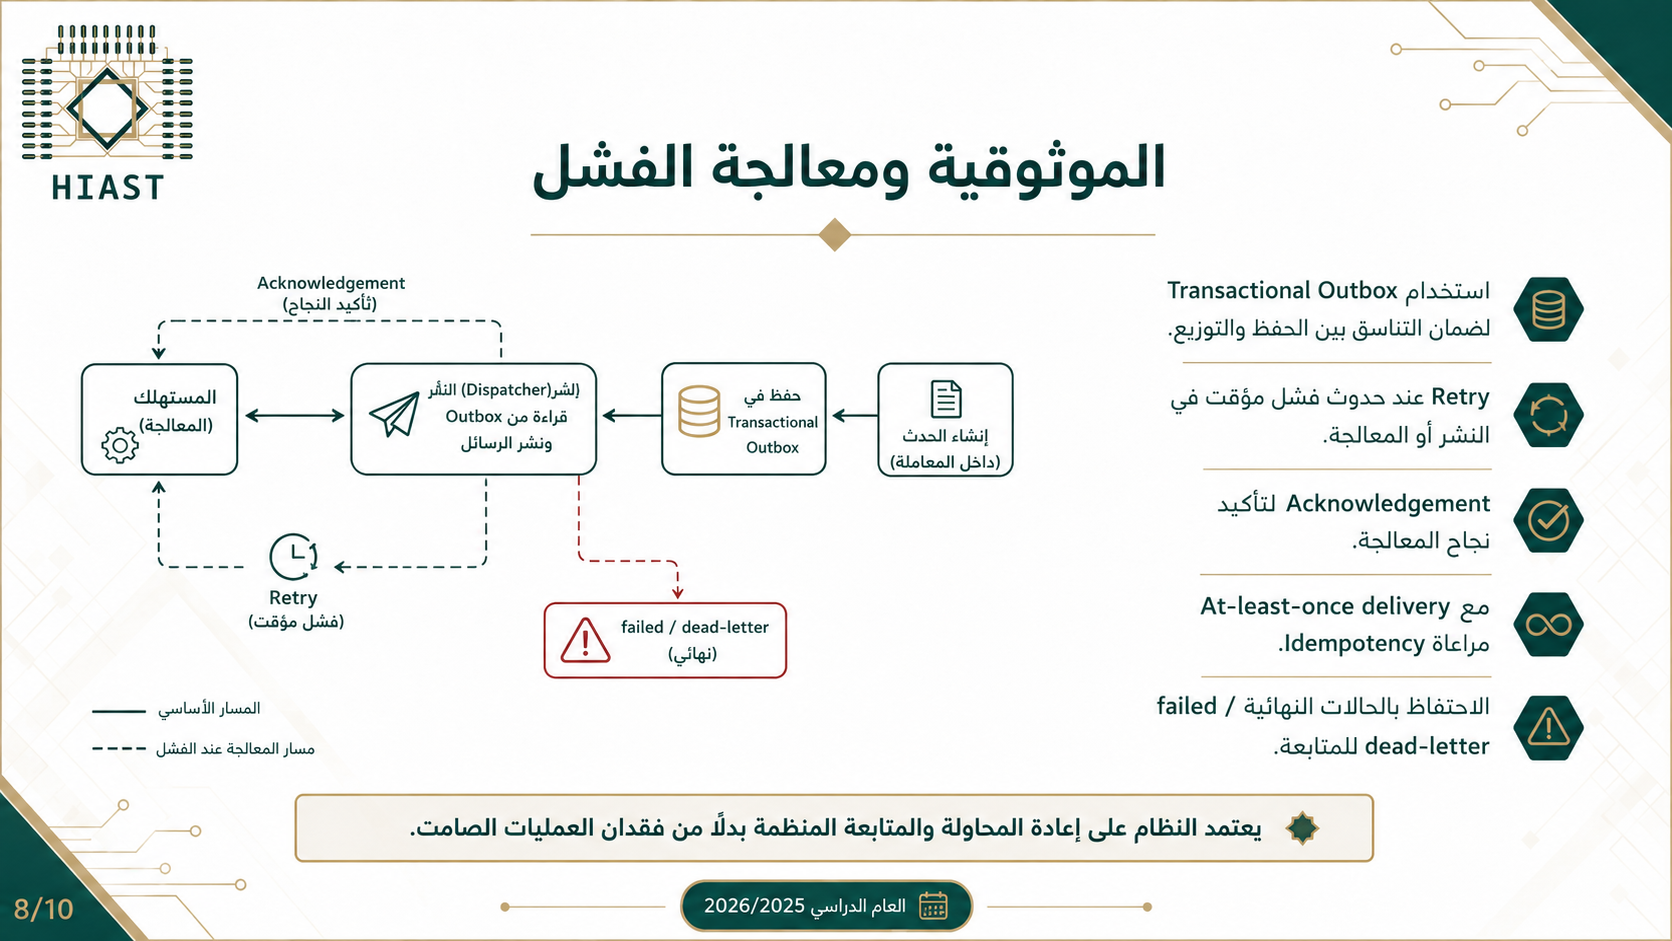 HIAST
الموثوقية ومعالجة الفشل
استخدام Transactional Outbox
لضمان التناسق بين الحفظ والتوزيع.
Retry عند حدوث فشل مؤقت في
النشر أو المعالجة.
Acknowledgement لتأكيد
نجاح المعالجة.
At-least-once delivery مع
مراعاة Idempotency.
الاحتفاظ بالحالات النهائية failed /
dead-letter للمتابعة.
إنشاء الحدث
(داخل المعاملة)
حفظ في
Transactional
Outbox
(Dispatcher)
قراءة من Outbox
ونشر الرسائل
المستهلك
(المعالجة)
Acknowledgement
(تأكيد النجاح)
Retry
(فشل مؤقت)
failed / dead-letter
(نهائي)
المسار الأساسي
مسار المعالجة عند الفشل
يعتمد النظام على إعادة المحاولة والمتابعة المنظمة بدلًا من فقدان العمليات الصامت.
العام الدراسي 2026/2025
8/10